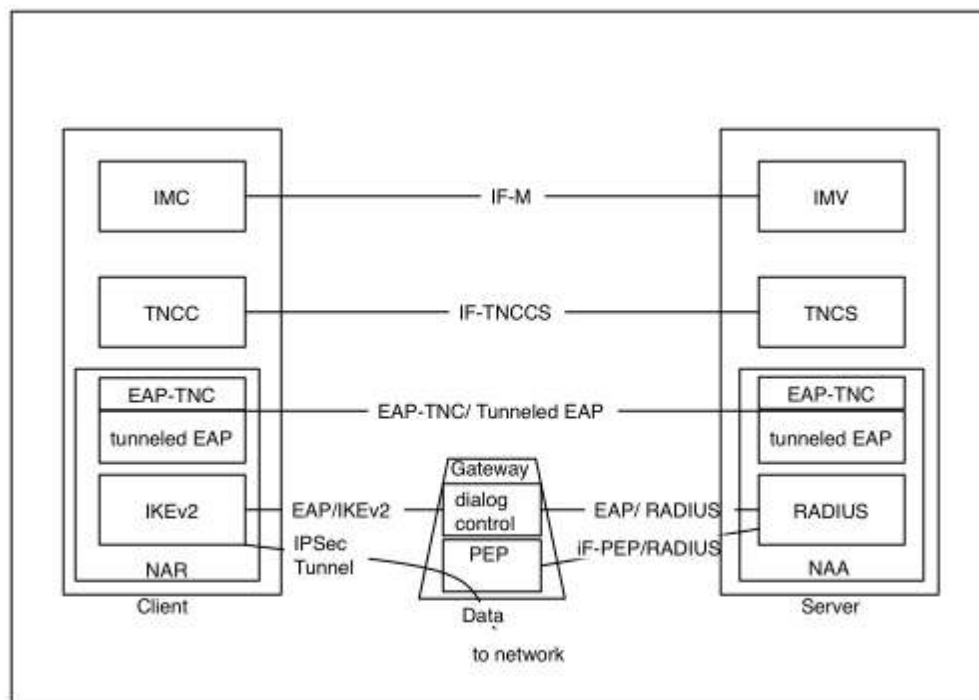 IMC
IF-M
IMV
TNCC
IF-TNCCS
TNCS
EAP-TNC
EAP-TNC/ Tunneled EAP
EAP-TNC
tunneled EAP
tunneled EAP
Gateway
IKEv2
EAP/IKEv2
dialog
control
EAP/ RADIUS
RADIUS
IPSec
Tunnel
PEP
iF-PEP/RADIUS
NAR
NAA
Client
Data
Server
to network